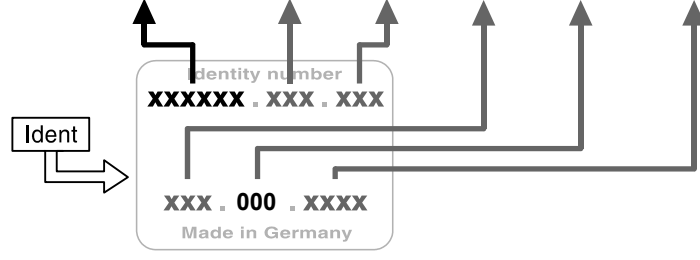 Identity number
xxxxxx . xxx . xxx
Ident
xxx . 000 . xxxx
Made in Germany